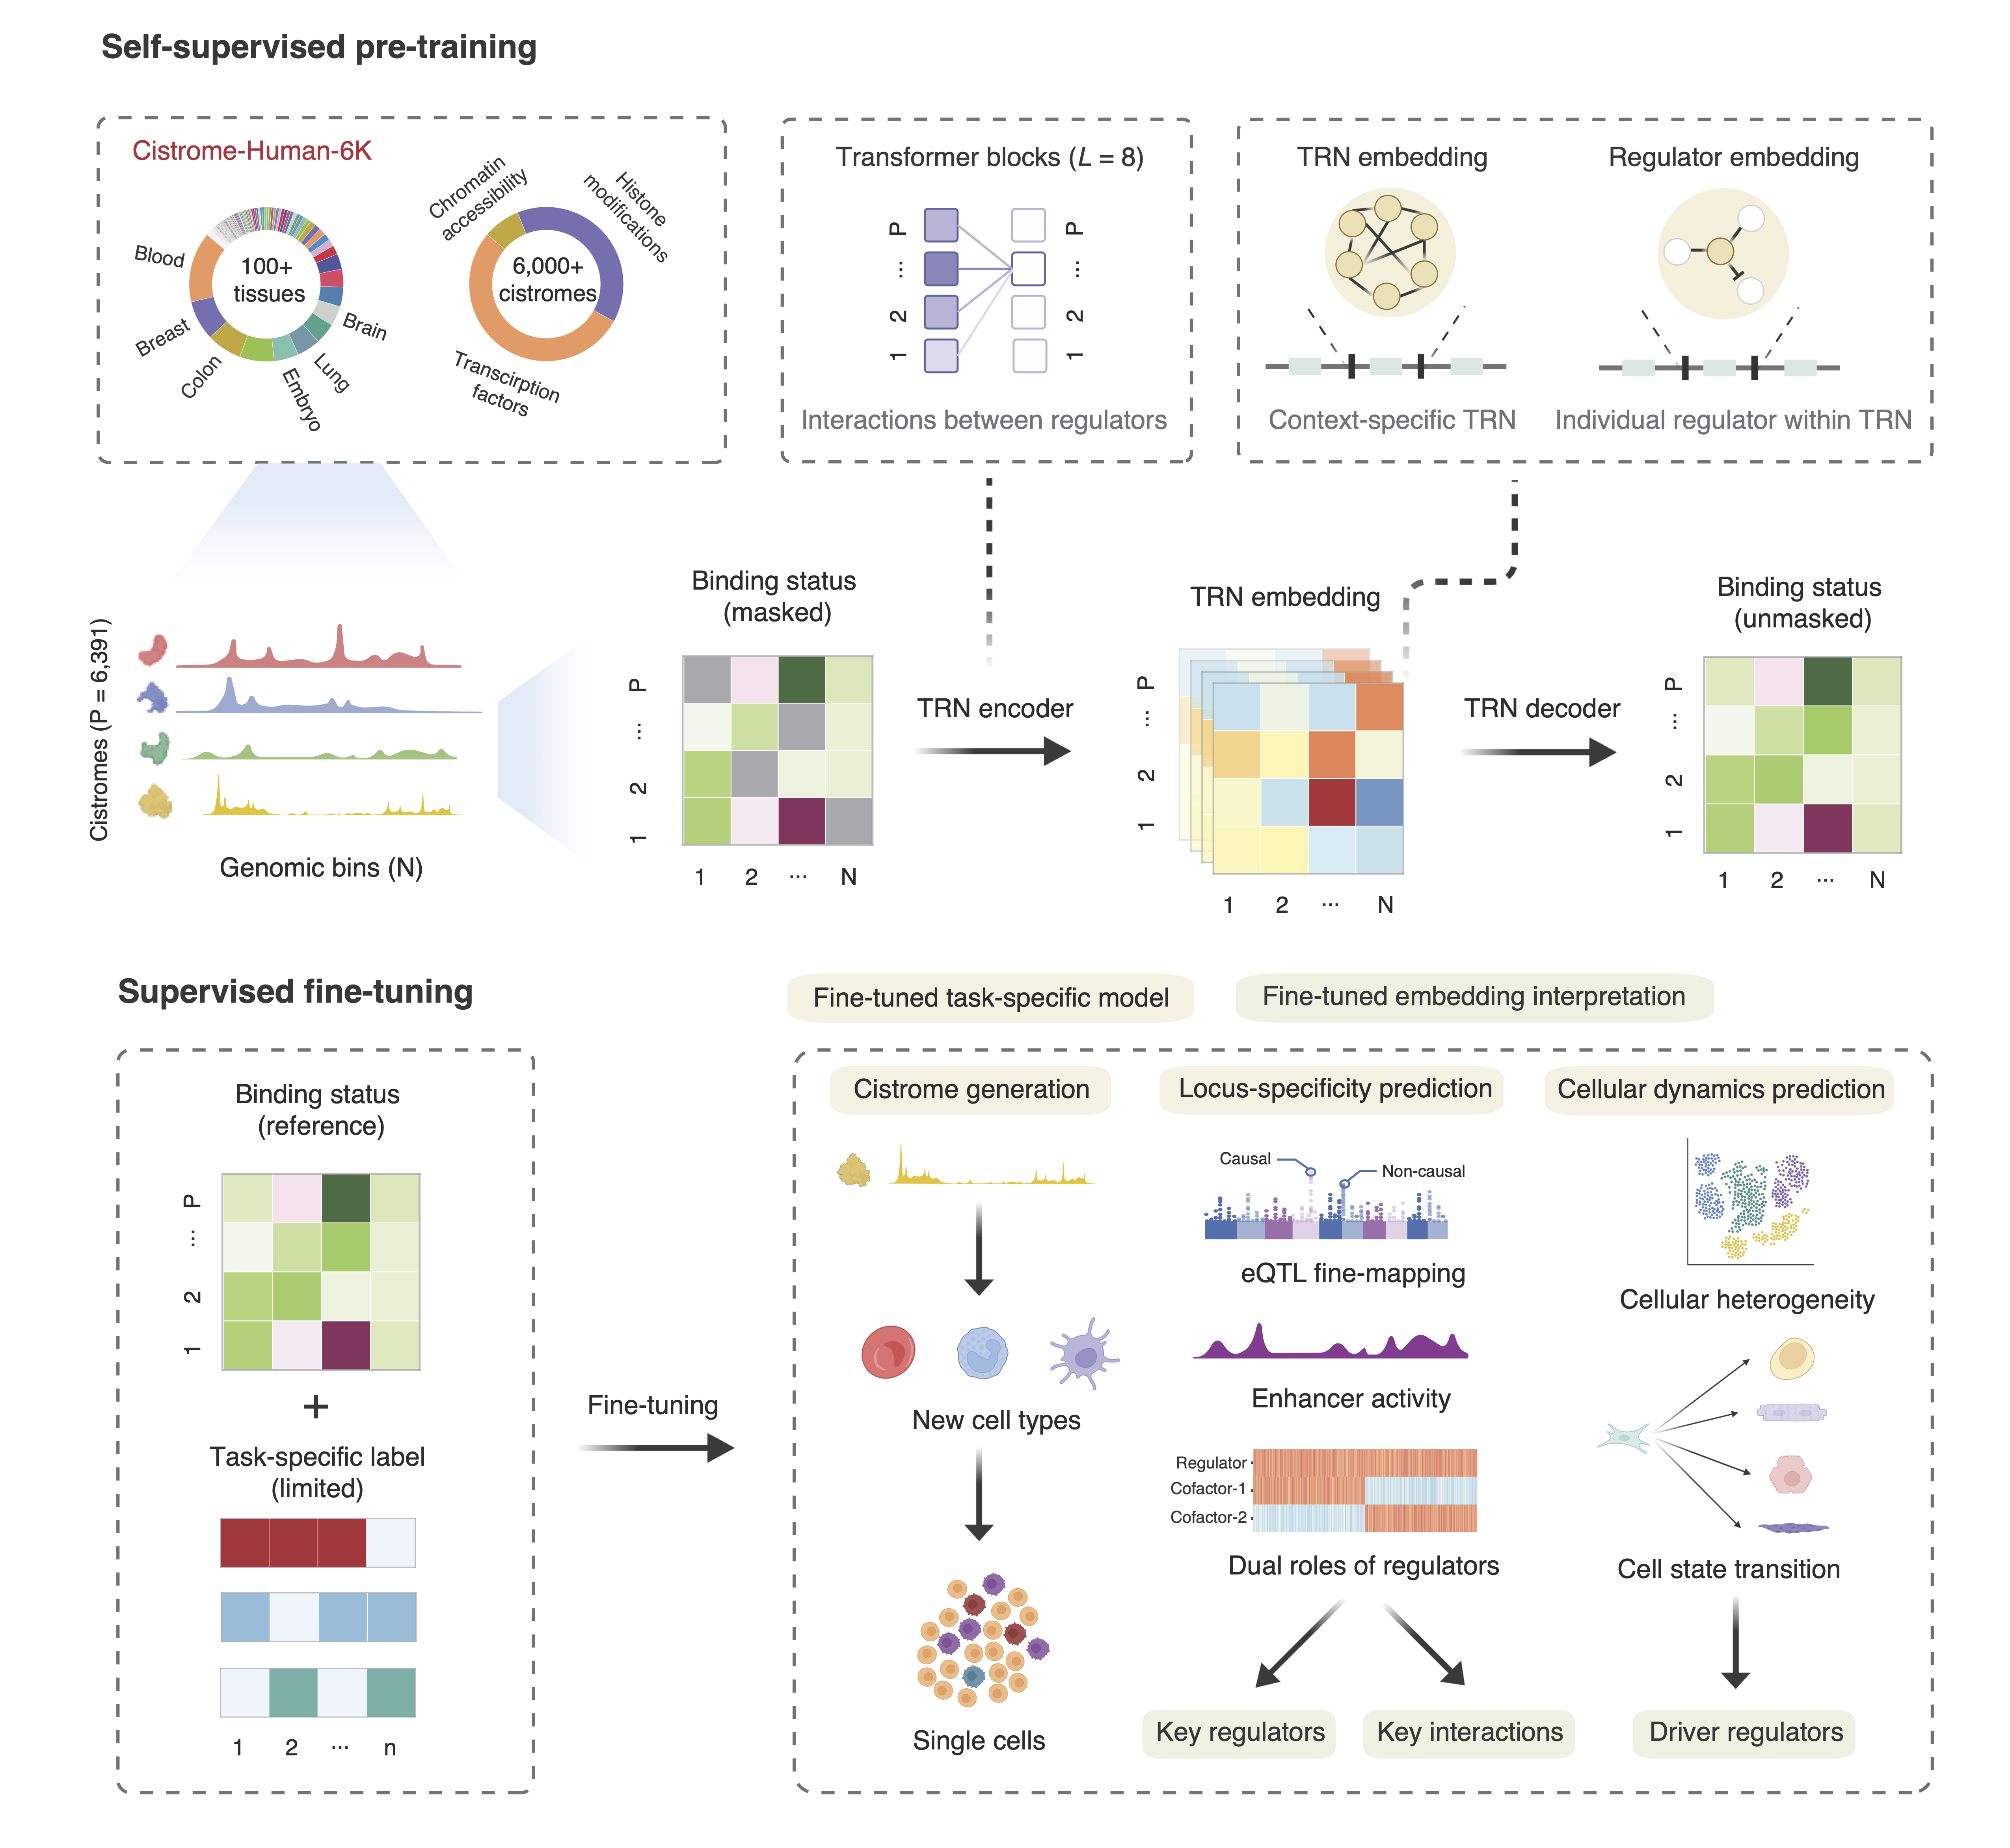 Self-supervised pre-training
Cistrome-Human-6K
100+
tissues
Blood
Breast
Colon
Embryo
Lung
Brain
6,000+
cistromes
Chromatin
accessibility
Histone
modifications
Transcirption
factors
Transformer blocks (L = 8)
P
...
2
1
P
...
2
1
Interactions between regulators
TRN embedding
Regulator embedding
Context-specific TRN
Individual regulator within TRN
Cistromes (P = 6,391)
Genomic bins (N)
Binding status
(masked)
P
...
2
1
1 2 ... N
TRN encoder
TRN embedding
P
...
2
1
1 2 ... N
TRN decoder
Binding status
(unmasked)
P
...
2
1
1 2 ... N
Supervised fine-tuning
Binding status
(reference)
P
...
2
1
+
Task-specific label
(limited)
1 2 ... n
Fine-tuning
Fine-tuned task-specific model
Fine-tuned embedding interpretation
Cistrome generation
New cell types
Single cells
Locus-specificity prediction
Causal
Non-causal
eQTL fine-mapping
Enhancer activity
Regulator
Cofactor-1
Cofactor-2
Dual roles of regulators
Key regulators
Key interactions
Cellular dynamics prediction
Cellular heterogeneity
Cell state transition
Driver regulators